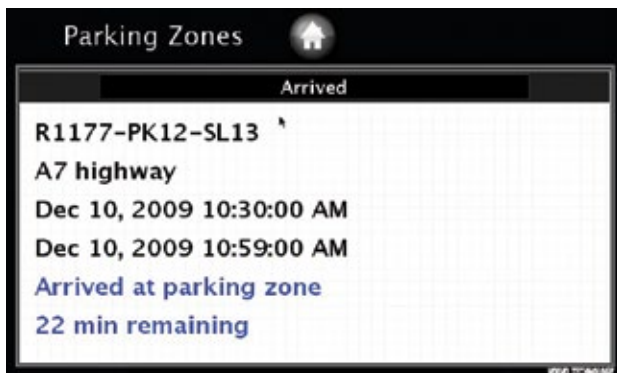 Parking Zones
Arrived
R1177-PK12-SL13
A7 highway
Dec 10, 2009 10:30:00 AM
Dec 10, 2009 10:59:00 AM
Arrived at parking zone
22 min remaining